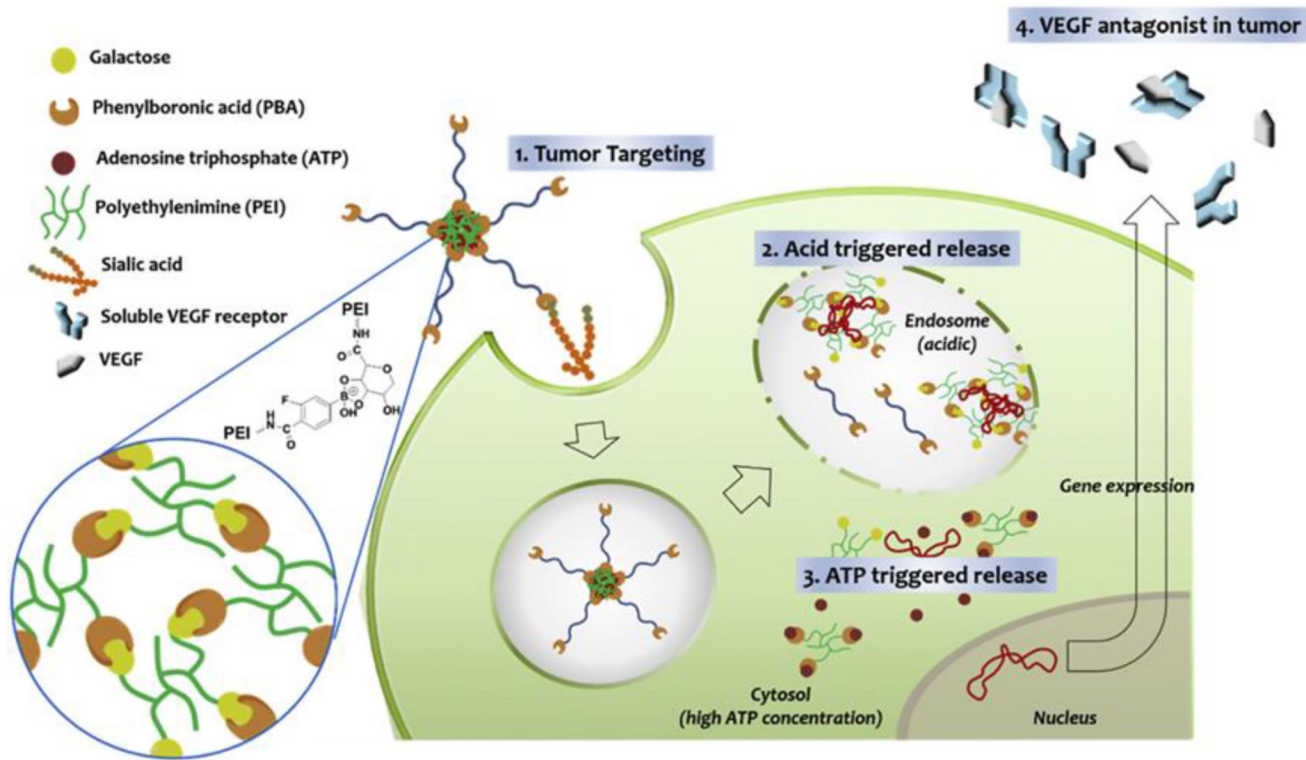 Galactose
Phenylboronic acid (PBA)
Adenosine triphosphate (ATP)
Polyethylenimine (PEI)
Sialic acid
Soluble VEGF receptor
VEGF
1. Tumor Targeting
4. VEGF antagonist in tumor
2. Acid triggered release
Endosome
(acidic)
PEI
NH
O
C
O
O
F
B
O
OH
OH
H
N
PEI
C
O
Gene expression
3. ATP triggered release
Cytosol
(high ATP concentration)
Nucleus